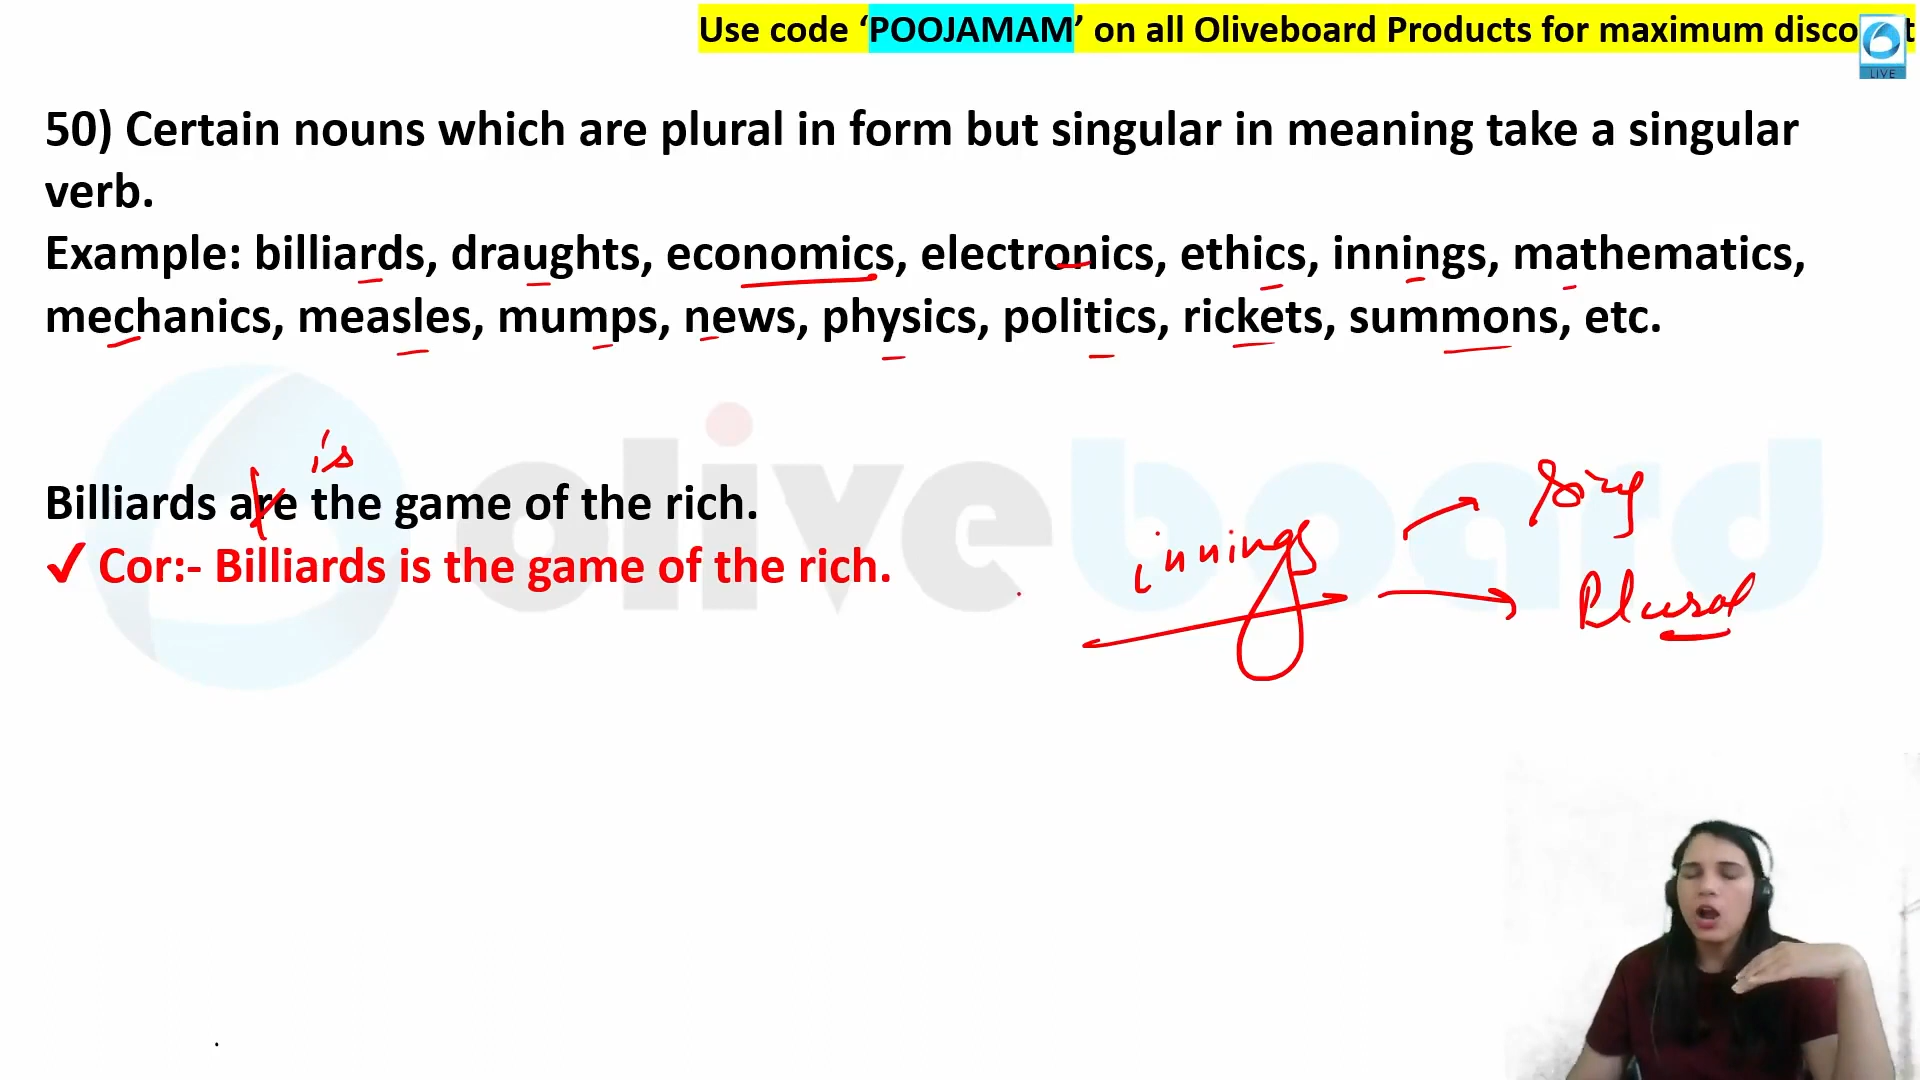 Use code ‘POOJAMAM’ on all Oliveboard Products for maximum disco t
LIVE
50) Certain nouns which are plural in form but singular in meaning take a singular
verb.
Example: billiards, draughts, economics, electronics, ethics, innings, mathematics,
mechanics, measles, mumps, news, physics, politics, rickets, summons, etc.
is
Billiards are the game of the rich.
✓ Cor:- Billiards is the game of the rich.
oliveboard
innings
Sing
Plural